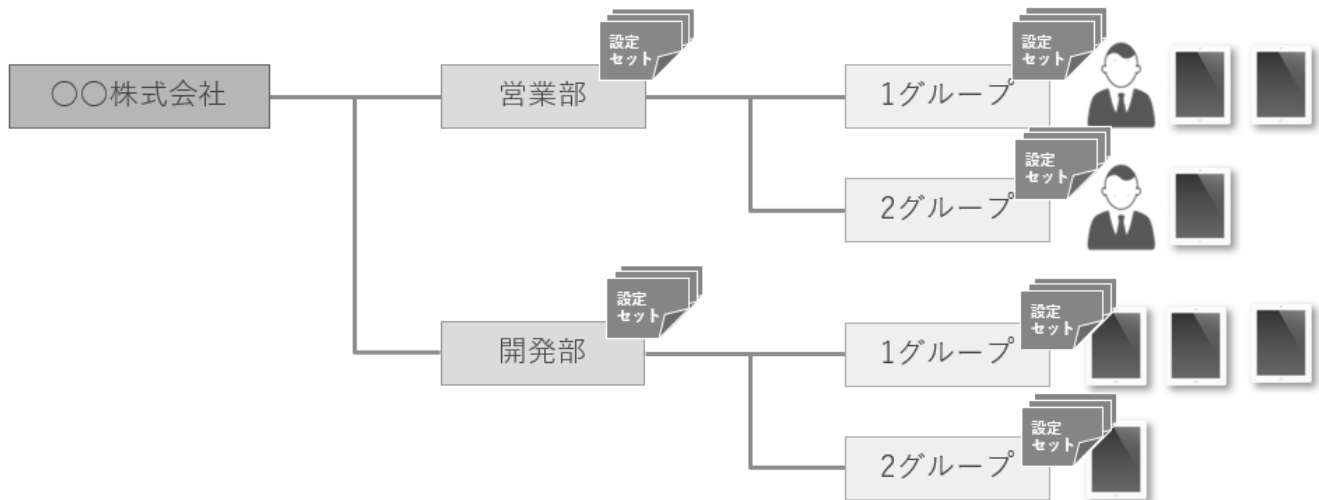 設定
セット
設定
セット
〇〇株式会社
営業部
1グループ
設定
セット
2グループ
設定
セット
設定
セット
開発部
1グループ
設定
セット
2グループ